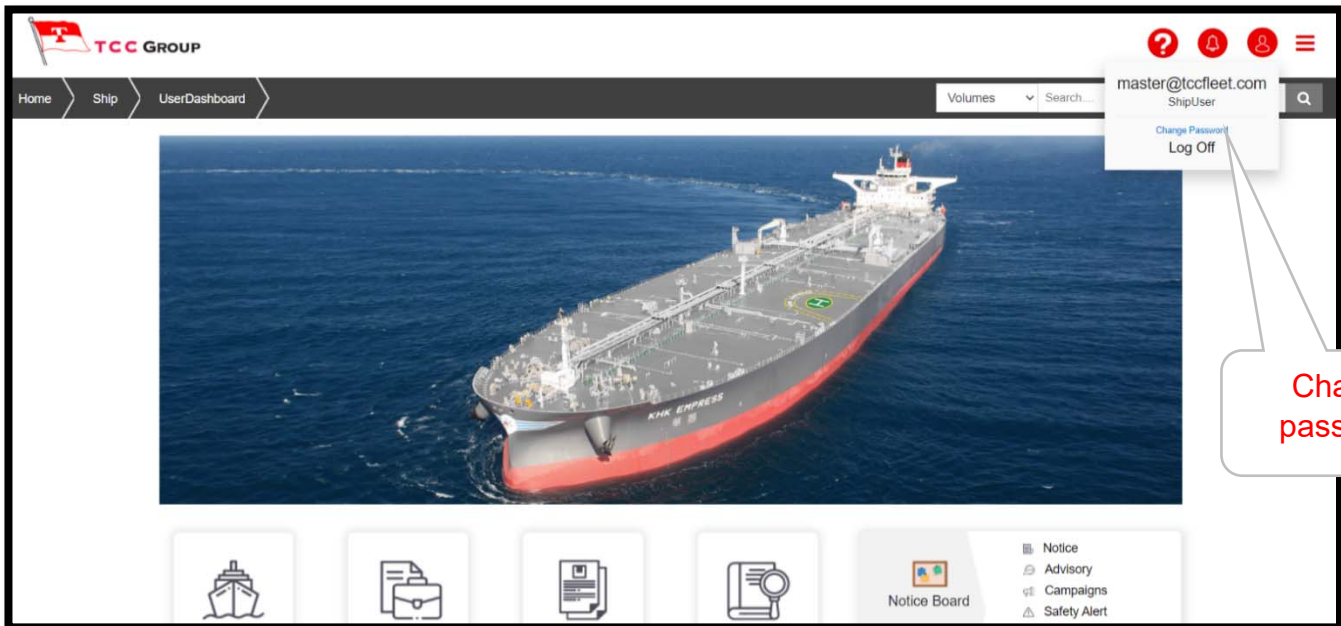 TCC GROUP
Home Ship UserDashboard
Volumes Search....
master@tccfleet.com
ShipUser
Change Password
Log Off
KHK EMPRESS
Cha
pass
Notice Board
Notice
Advisory
Campaigns
Safety Alert